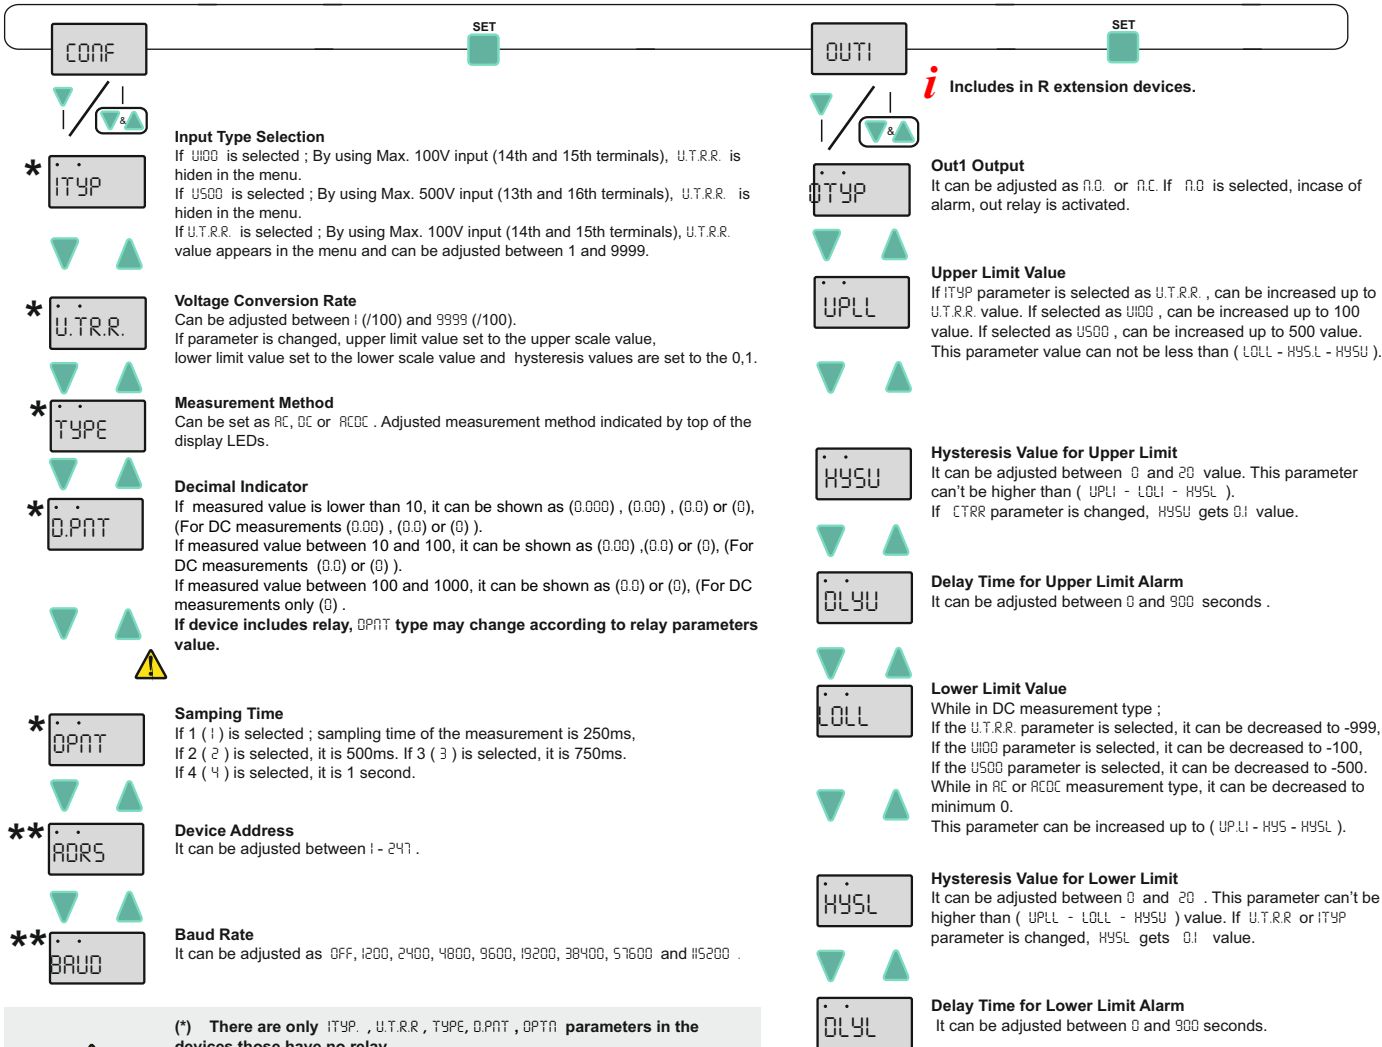 SET
CONF
&
ITYP
Input Type Selection
If U100 is selected ; By using Max. 100V input (14th and 15th terminals), U.T.R.R. is
hiden in the menu.
If U500 is selected ; By using Max. 500V input (13th and 16th terminals), U.T.R.R. is
hiden in the menu.
If U.T.R.R. is selected ; By using Max. 100V input (14th and 15th terminals), U.T.R.R.
value appears in the menu and can be adjusted between 1 and 9999.
U.TR.R.
Voltage Conversion Rate
Can be adjusted between 1 (/100) and 9999 (/100).
If parameter is changed, upper limit value set to the upper scale value,
lower limit value set to the lower scale value and hysteresis values are set to the 0,1.
TYPE
Measurement Method
Can be set as AC, DC or ACDC . Adjusted measurement method indicated by top of the
display LEDs.
D.PNT
Decimal Indicator
If measured value is lower than 10, it can be shown as (0.000) , (0.00) , (0.0) or (0),
(For DC measurements (0.00) , (0.0) or (0) ).
If measured value between 10 and 100, it can be shown as (0.00) ,(0.0) or (0), (For
DC measurements (0.0) or (0) ).
If measured value between 100 and 1000, it can be shown as (0.0) or (0), (For DC
measurements only (0) .
If device includes relay, DPNT type may change according to relay parameters
value.
OPNT
Samping Time
If 1 ( 1 ) is selected ; sampling time of the measurement is 250ms,
If 2 ( 2 ) is selected, it is 500ms. If 3 ( 3 ) is selected, it is 750ms.
If 4 ( 4 ) is selected, it is 1 second.
ADRS
Device Address
It can be adjusted between 1 - 247 .
BAUD
Baud Rate
It can be adjusted as OFF, 1200, 2400, 4800, 9600, 19200, 38400, 57600 and 115200 .
(*) There are only ITYP. , U.T.R.R , TYPE, D.PNT , OPTN parameters in the
devices those have no relay
SET
OUT1
i Includes in R extension devices.
&
OTYP
Out1 Output
It can be adjusted as N.O. or N.C. If N.O is selected, incase of
alarm, out relay is activated.
UPLL
Upper Limit Value
If ITYP parameter is selected as U.T.R.R. , can be increased up to
U.T.R.R. value. If selected as U100 , can be increased up to 100
value. If selected as U500 , can be increased up to 500 value.
This parameter value can not be less than ( LOLL - HYS.L - HYSU ).
HYSU
Hysteresis Value for Upper Limit
It can be adjusted between 0 and 20 value. This parameter
can't be higher than ( UPLI - LOLI - HYSL ).
If CTRR parameter is changed, HYSU gets 0.1 value.
DLYU
Delay Time for Upper Limit Alarm
It can be adjusted between 0 and 900 seconds .
LOLL
Lower Limit Value
While in DC measurement type ;
If the U.T.R.R. parameter is selected, it can be decreased to -999,
If the U100 parameter is selected, it can be decreased to -100,
If the U500 parameter is selected, it can be decreased to -500.
While in AC or ACDC measurement type, it can be decreased to
minimum 0.
This parameter can be increased up to ( UP.LI - HYS - HYSL ).
HYSL
Hysteresis Value for Lower Limit
It can be adjusted between 0 and 20 . This parameter can't be
higher than ( UPLL - LOLL - HYSU ) value. If U.T.R.R or ITYP
parameter is changed, HYSL gets 0.1 value.
DLYL
Delay Time for Lower Limit Alarm
It can be adjusted between 0 and 900 seconds.